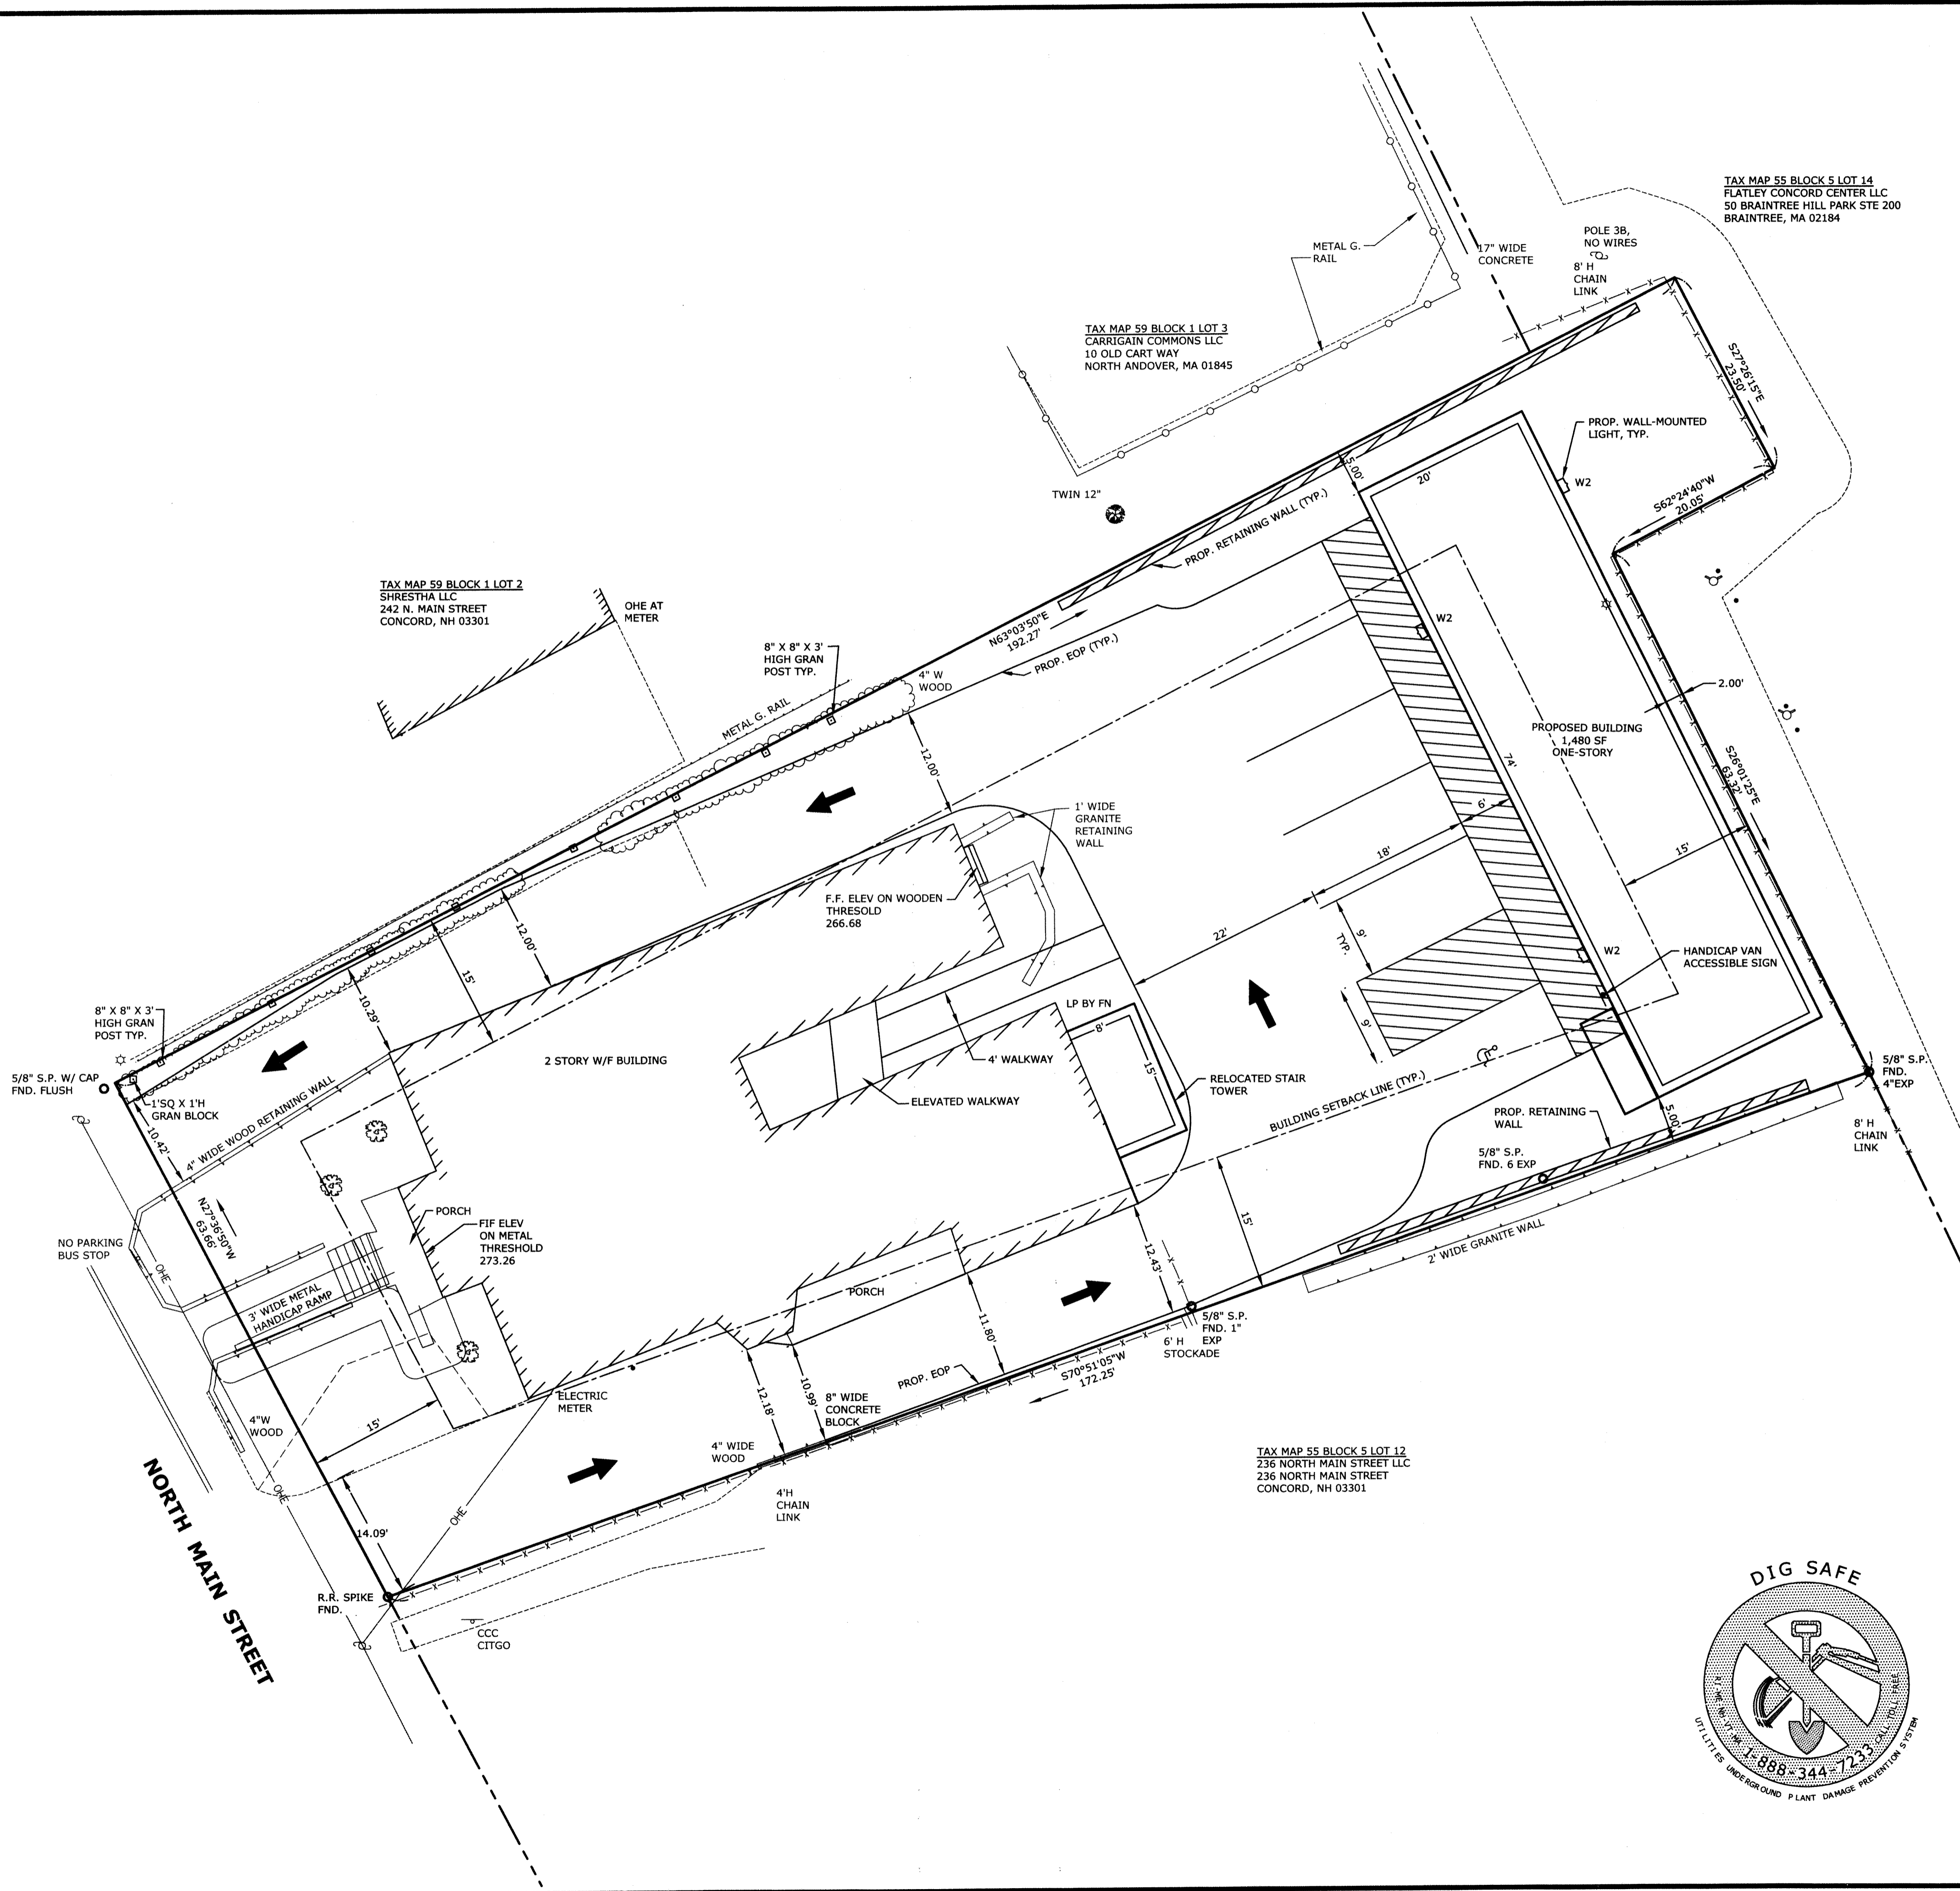 TAX MAP 55 BLOCK 5 LOT 14
FLATLEY CONCORD CENTER LLC
50 BRAINTREE HILL PARK STE 200
BRAINTREE, MA 02184
POLE 3B,
NO WIRES
8' H
CHAIN
LINK
17" WIDE
CONCRETE
METAL G.
RAIL
TAX MAP 59 BLOCK 1 LOT 3
CARRIGAIN COMMONS LLC
10 OLD CART WAY
NORTH ANDOVER, MA 01845
S27°26'15"E
23.50'
PROP. WALL-MOUNTED
LIGHT, TYP.
W2
S62°24'40"W
20.05'
5.00'
20'
TWIN 12"
PROP. RETAINING WALL (TYP.)
TAX MAP 59 BLOCK 1 LOT 2
SHRESTHA LLC
242 N. MAIN STREET
CONCORD, NH 03301
OHE AT
METER
N63°03'50"E
192.27'
PROP. EOP (TYP.)
W2
8" X 8" X 3'
HIGH GRAN
POST TYP.
4" W
WOOD
METAL G. RAIL
2.00'
PROPOSED BUILDING
1,480 SF
ONE-STORY
74'
S26°01'25"E
63.32'
12.00'
1' WIDE
GRANITE
RETAINING
WALL
6'
18'
15'
F.F. ELEV ON WOODEN
THRESOLD
266.68
12.00'
15'
22'
9'
TYP.
W2
HANDICAP VAN
ACCESSIBLE SIGN
10.29'
9'
LP BY FN
8'
8" X 8" X 3'
HIGH GRAN
POST TYP.
2 STORY W/F BUILDING
4' WALKWAY
15'
5/8" S.P. W/ CAP
FND. FLUSH
1'SQ X 1'H
GRAN BLOCK
ELEVATED WALKWAY
RELOCATED STAIR
TOWER
BUILDING SETBACK LINE (TYP.)
5/8" S.P.
FND.
4"EXP
10.42'
4" WIDE WOOD RETAINING WALL
PROP. RETAINING
WALL
5.00'
8' H
CHAIN
LINK
5/8" S.P.
FND. 6 EXP
N27°36'50"W
63.66'
PORCH
FIF ELEV
ON METAL
THRESHOLD
273.26
NO PARKING
BUS STOP
OHE
15'
12.43'
2' WIDE GRANITE WALL
3' WIDE METAL
HANDICAP RAMP
PORCH
11.80'
5/8" S.P.
FND. 1"
EXP
6' H
STOCKADE
S70°51'05"W
172.25'
PROP. EOP
ELECTRIC
METER
12.18'
10.99'
8" WIDE
CONCRETE
BLOCK
4"W
WOOD
15'
4" WIDE
WOOD
TAX MAP 55 BLOCK 5 LOT 12
236 NORTH MAIN STREET LLC
236 NORTH MAIN STREET
CONCORD, NH 03301
4'H
CHAIN
LINK
OHE
OHE
14.09'
NORTH MAIN STREET
R.R. SPIKE
FND.
CCC
CITGO
DIG SAFE
1-888-344-7233
CALL TOLL FREE
UTILITIES UNDERGROUND PLANT DAMAGE PREVENTION SYSTEM